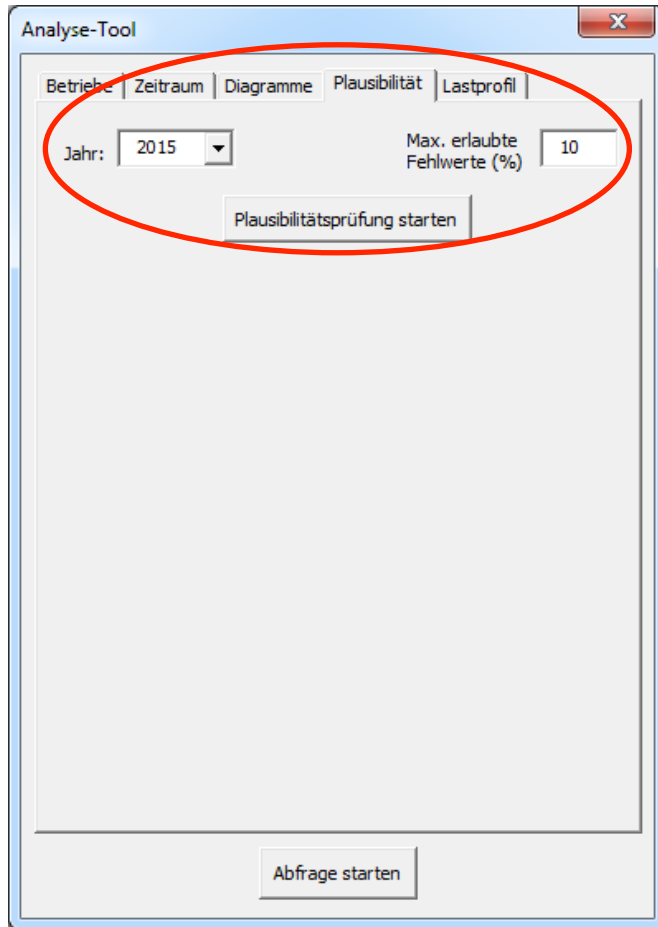 Analyse-Tool
Betriebe Zeitraum Diagramme Plausibilität Lastprofil
Jahr: 2015 Max. erlaubte Fehlwerte (%) 10
Plausibilitätsprüfung starten
Abfrage starten